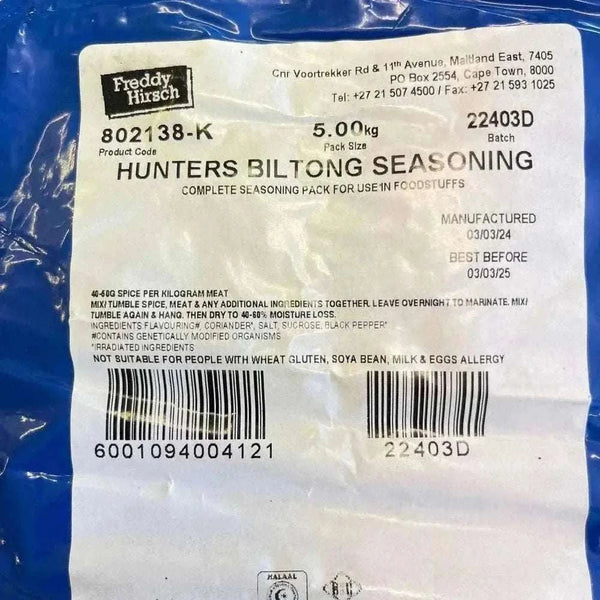 Freddy
Hirsch
Cnr Voortrekker Rd & 11th Avenue, Maitland East, 7405
PO Box 2554, Cape Town, 8000
Tel: +27 21 507 4500 / Fax: +27 21 593 1025
802138-K
Product Code
5.00kg
Pack Size
22403D
Batch
HUNTERS BILTONG SEASONING
COMPLETE SEASONING PACK FOR USE IN FOODSTUFFS
MANUFACTURED
03/03/24
BEST BEFORE
03/03/25
40-60G SPICE PER KILOGRAM MEAT
MIX/ TUMBLE SPICE, MEAT & ANY ADDITIONAL INGREDIENTS TOGETHER. LEAVE OVERNIGHT TO MARINATE. MIX/
TUMBLE AGAIN & HANG. THEN DRY TO 40-60% MOISTURE LOSS.
INGREDIENTS FLAVOURING#, CORIANDER*, SALT, SUCROSE, BLACK PEPPER*
#CONTAINS GENETICALLY MODIFIED ORGANISMS
*IRRADIATED INGREDIENTS
NOT SUITABLE FOR PEOPLE WITH WHEAT GLUTEN, SOYA BEAN, MILK & EGGS ALLERGY
6001094004121
22403D
HALAAL